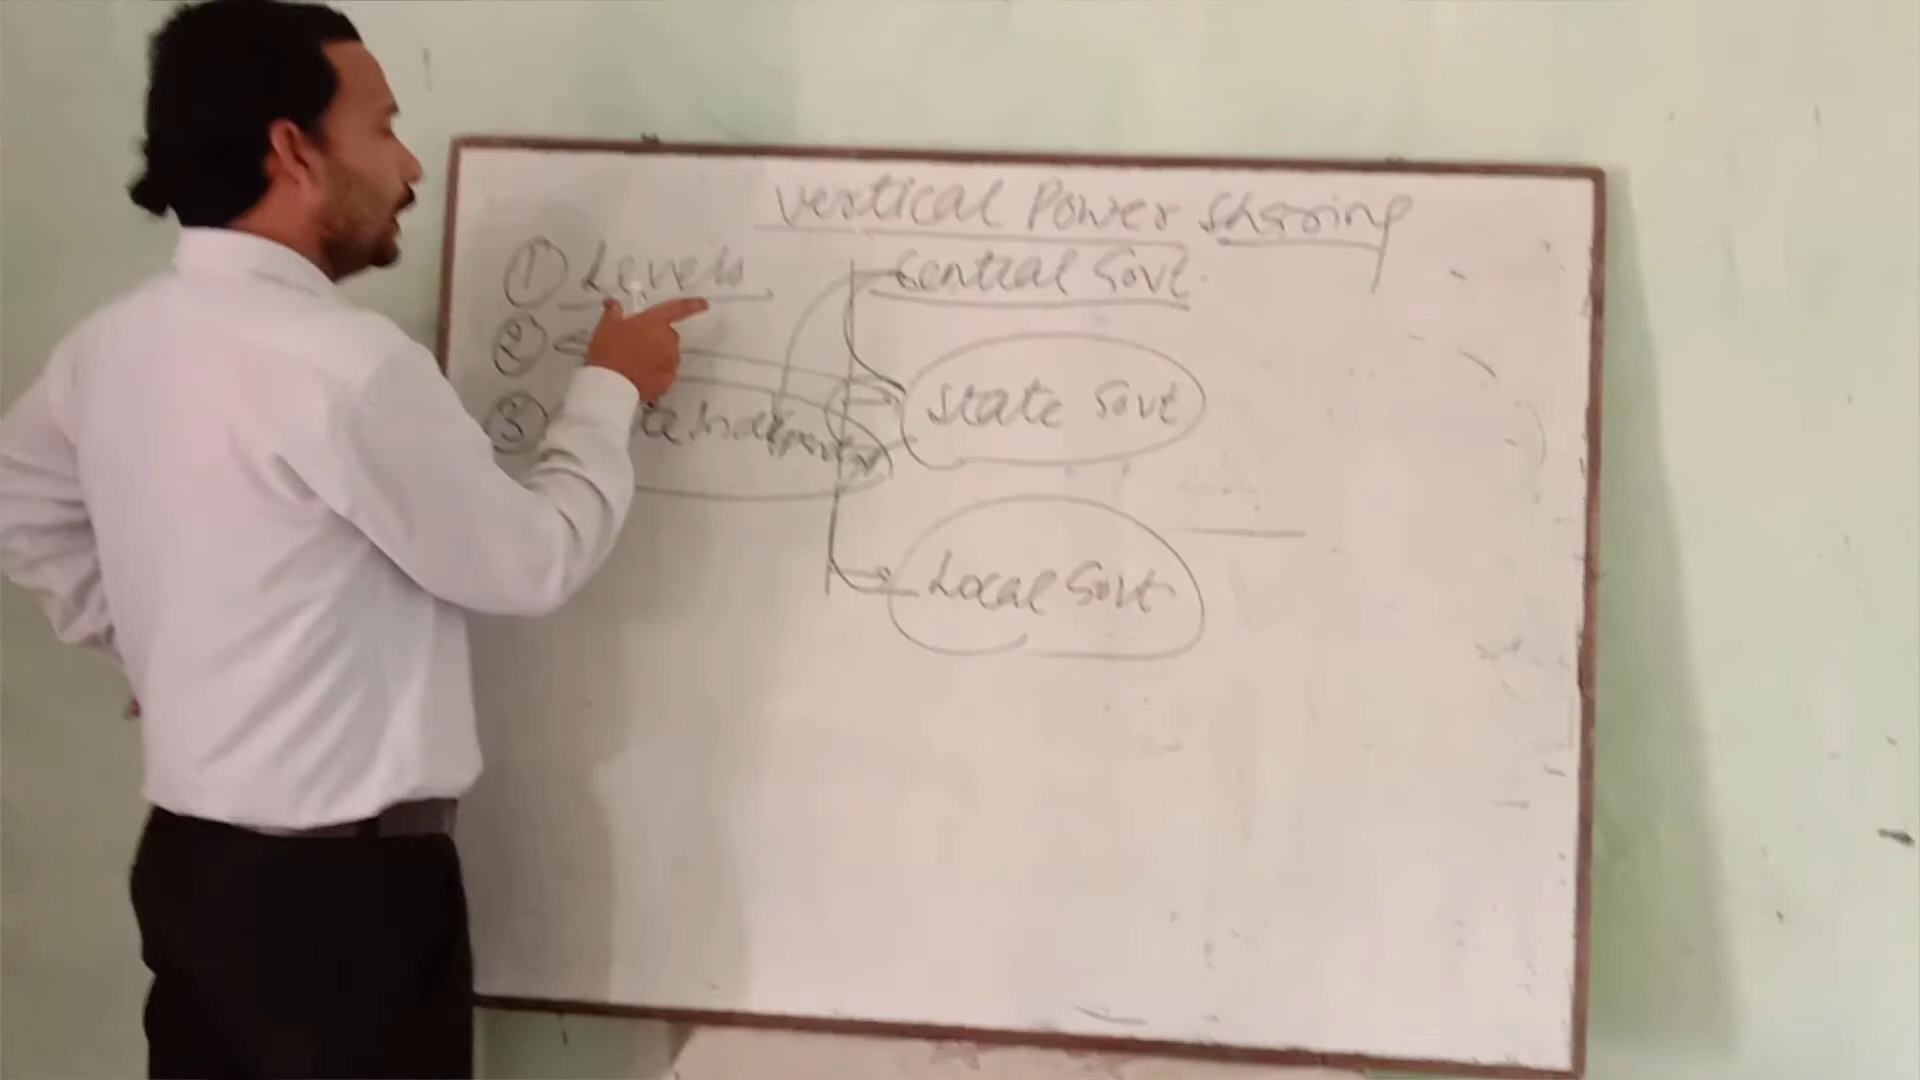 Vertical Power Sharing
① Levels
Central Govt.
②
State Govt
③
Local Govt